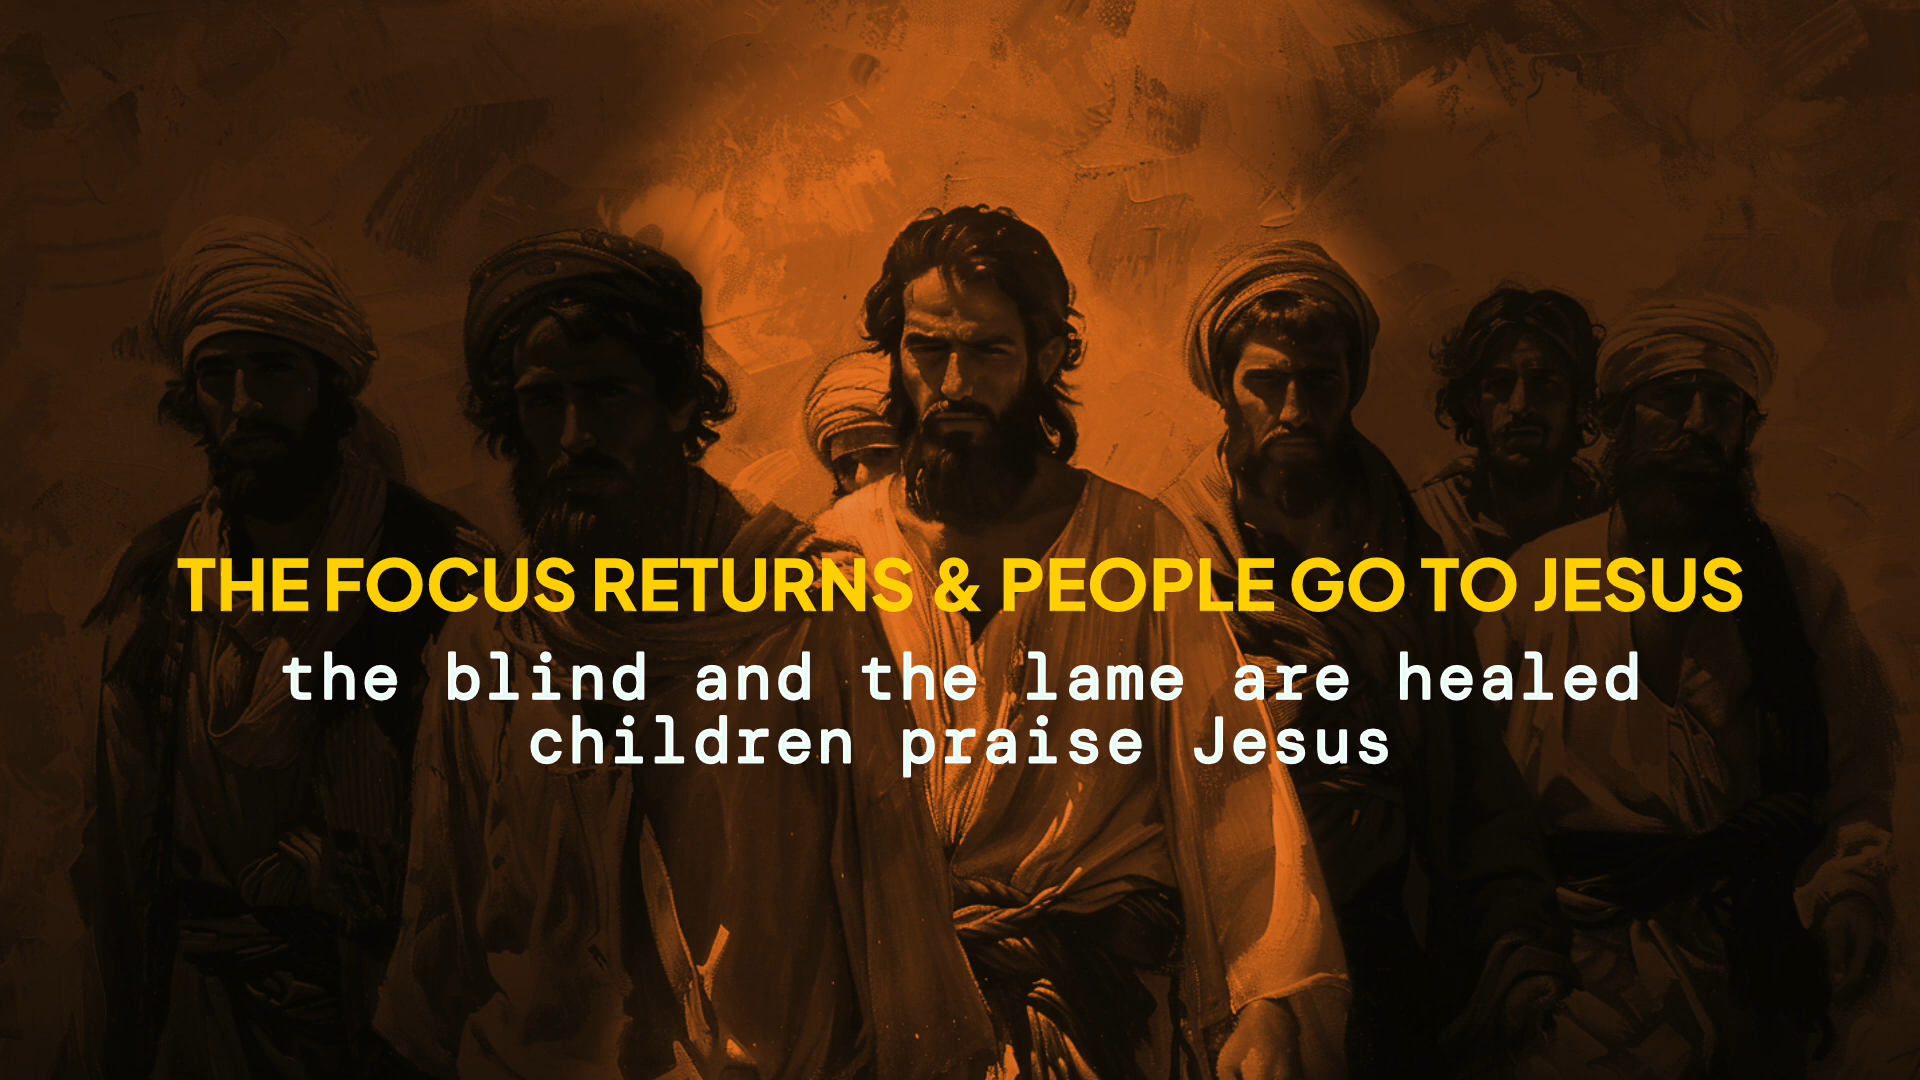 THE FOCUS RETURNS & PEOPLE GO TO JESUS
the blind and the lame are healed
children praise Jesus